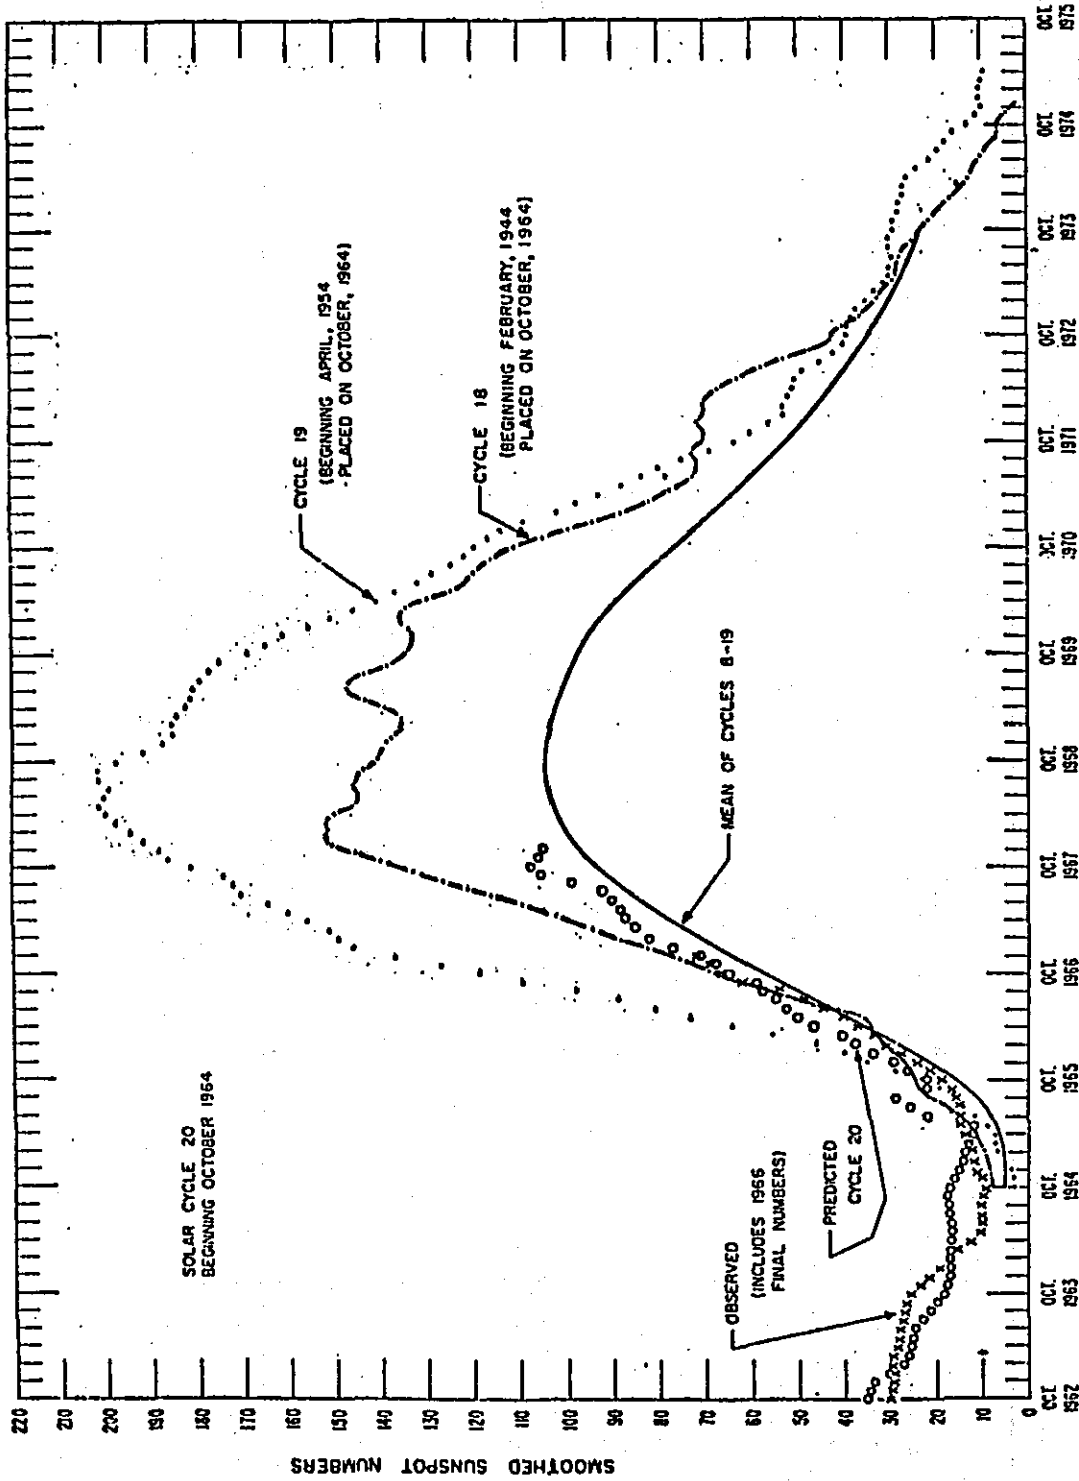 SMOOTHED SUNSPOT NUMBERS
220
210
200
190
180
170
160
150
140
130
120
110
100
90
80
70
60
50
40
30
20
10
SOLAR CYCLE 20
BEGINNING OCTOBER 1964
CYCLE 19
(BEGINNING APRIL, 1954
- PLACED ON OCTOBER, 1964)
CYCLE 18
(BEGINNING FEBRUARY, 1944
PLACED ON OCTOBER, 1964)
MEAN OF CYCLES 8-19
OBSERVED
(INCLUDES 1966
FINAL NUMBERS)
PREDICTED
CYCLE 20
OCT. 1962
OCT. 1963
OCT. 1964
OCT. 1965
OCT. 1966
OCT. 1967
OCT. 1968
OCT. 1969
OCT. 1970
OCT. 1971
OCT. 1972
OCT. 1973
OCT. 1974
OCT. 1975